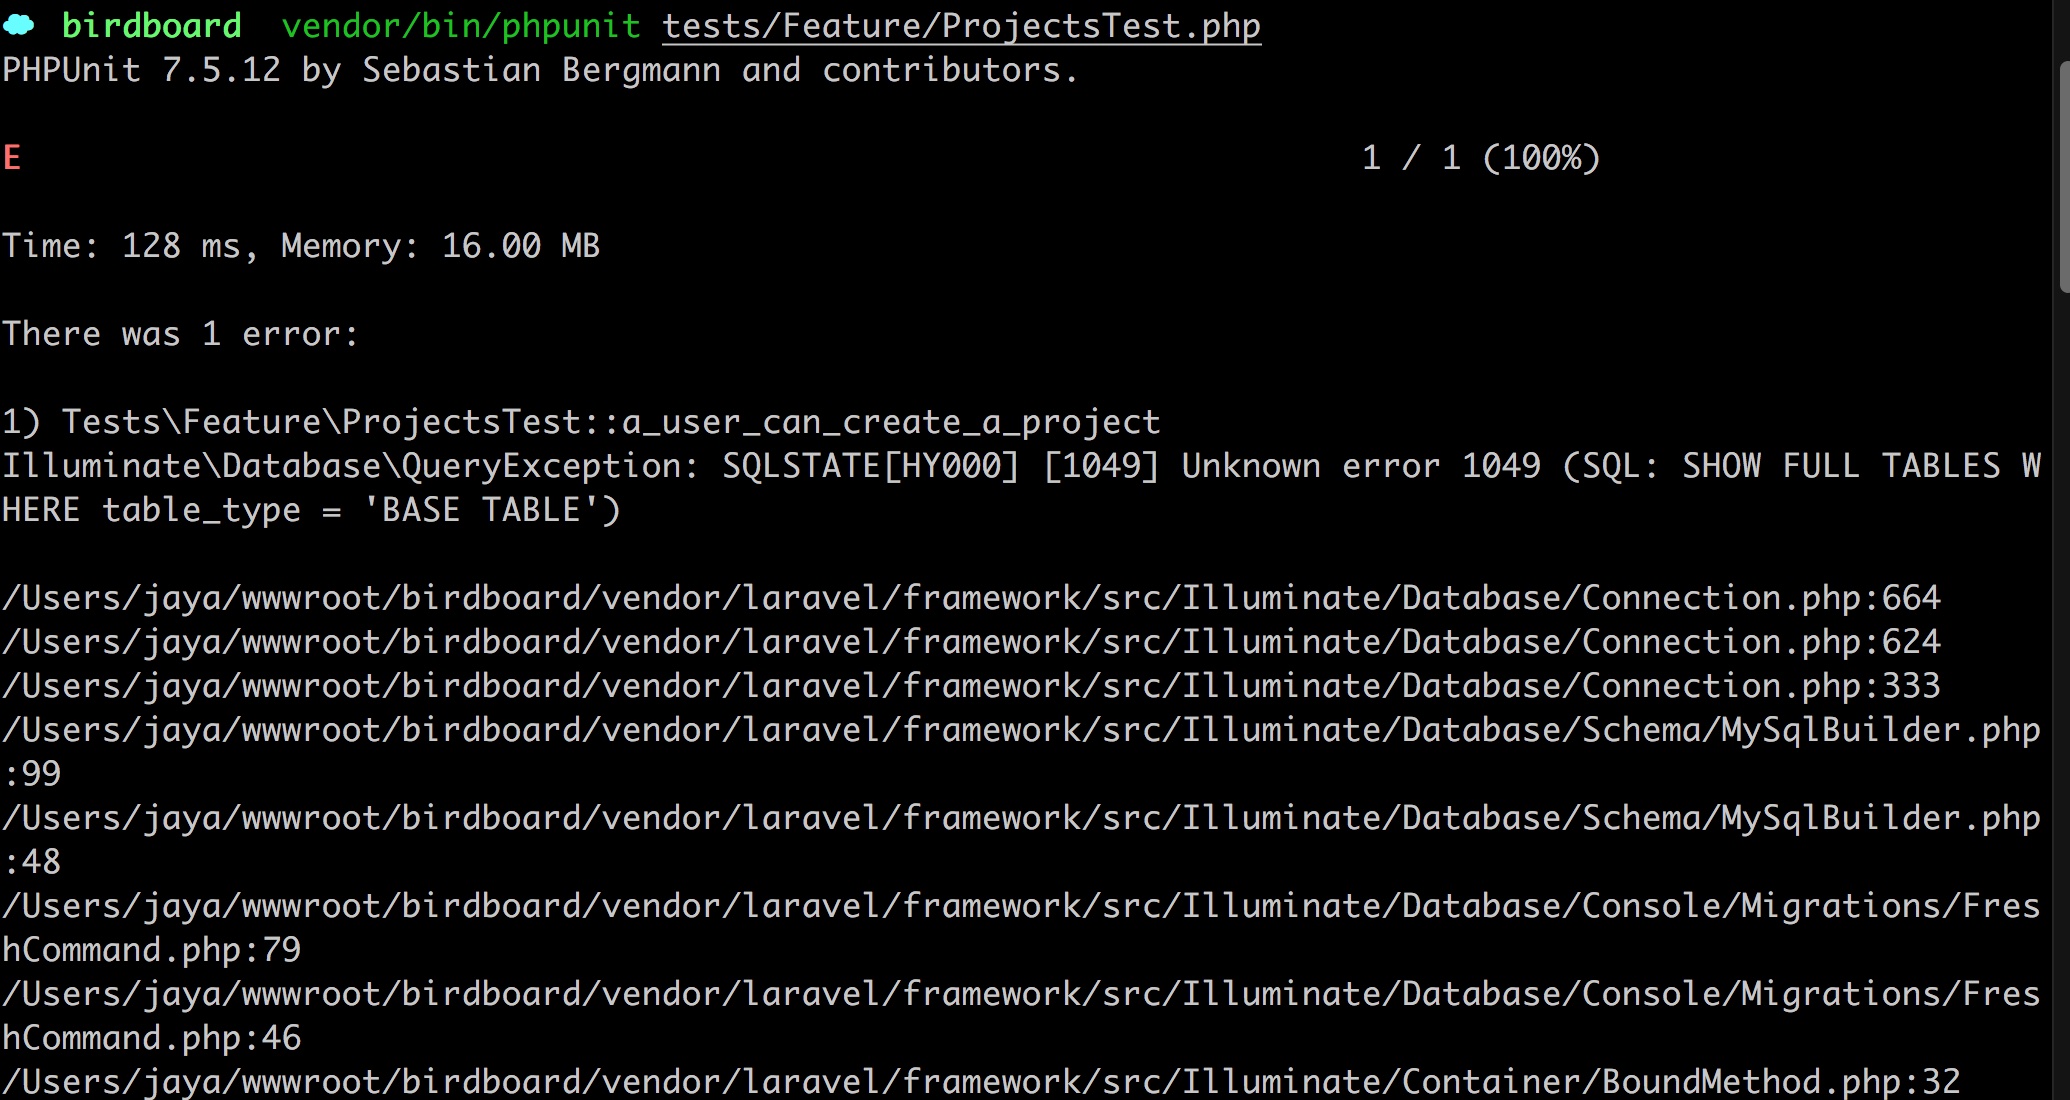 birdboard vendor/bin/phpunit tests/Feature/ProjectsTest.php
PHPUnit 7.5.12 by Sebastian Bergmann and contributors.
E 1 / 1 (100%)
Time: 128 ms, Memory: 16.00 MB
There was 1 error:
1) Tests\Feature\ProjectsTest::a_user_can_create_a_project
Illuminate\Database\QueryException: SQLSTATE[HY000] [1049] Unknown error 1049 (SQL: SHOW FULL TABLES W
HERE table_type = 'BASE TABLE')
/Users/jaya/wwwroot/birdboard/vendor/laravel/framework/src/Illuminate/Database/Connection.php:664
/Users/jaya/wwwroot/birdboard/vendor/laravel/framework/src/Illuminate/Database/Connection.php:624
/Users/jaya/wwwroot/birdboard/vendor/laravel/framework/src/Illuminate/Database/Connection.php:333
/Users/jaya/wwwroot/birdboard/vendor/laravel/framework/src/Illuminate/Database/Schema/MySqlBuilder.php
:99
/Users/jaya/wwwroot/birdboard/vendor/laravel/framework/src/Illuminate/Database/Schema/MySqlBuilder.php
:48
/Users/jaya/wwwroot/birdboard/vendor/laravel/framework/src/Illuminate/Database/Console/Migrations/Fres
hCommand.php:79
/Users/jaya/wwwroot/birdboard/vendor/laravel/framework/src/Illuminate/Database/Console/Migrations/Fres
hCommand.php:46
/Users/jaya/wwwroot/birdboard/vendor/laravel/framework/src/Illuminate/Container/BoundMethod.php:32